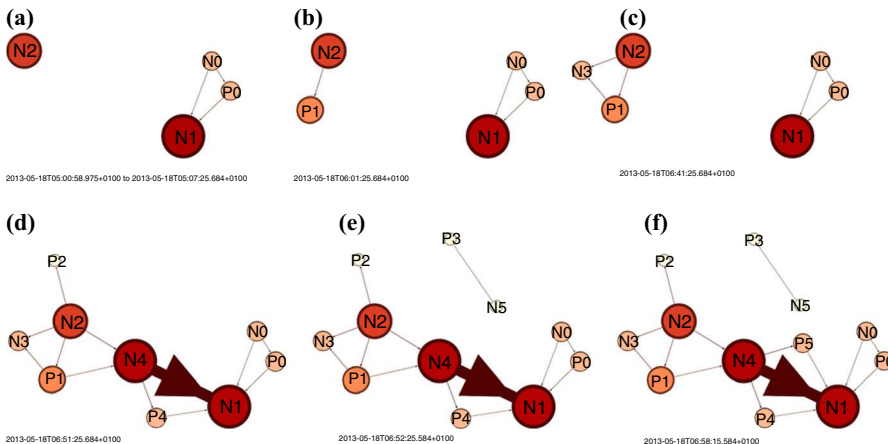 (a)
(b)
(c)
N2
N0
P0
N1
2013-05-18T05:00:58.975+0100 to 2013-05-18T05:07:25.684+0100
N2
P1
N0
P0
N1
2013-05-18T06:01:25.684+0100
N2
N3
P1
N0
P0
N1
2013-05-18T06:41:25.684+0100
(d)
(e)
(f)
P2
N2
N3
P1
N4
P4
N0
P0
N1
2013-05-18T06:51:25.684+0100
P3
P2
N5
N2
N3
P1
N4
P4
N0
P0
N1
2013-05-18T06:52:25.584+0100
P3
P2
N5
N2
N3
P1
N4
P5
P4
N0
P0
N1
2013-05-18T06:58:15.584+0100